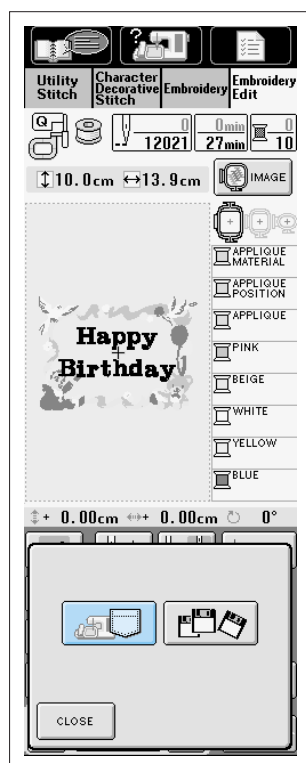 Utility Stitch
Character Decorative Stitch
Embroidery
Embroidery Edit
Q
0
12021
0min
27min
0
10
10.0cm
13.9cm
IMAGE
APPLIQUE MATERIAL
APPLIQUE POSITION
APPLIQUE
PINK
BEIGE
WHITE
YELLOW
BLUE
Happy
Birthday
+ 0.00cm
+ 0.00cm
0°
CLOSE